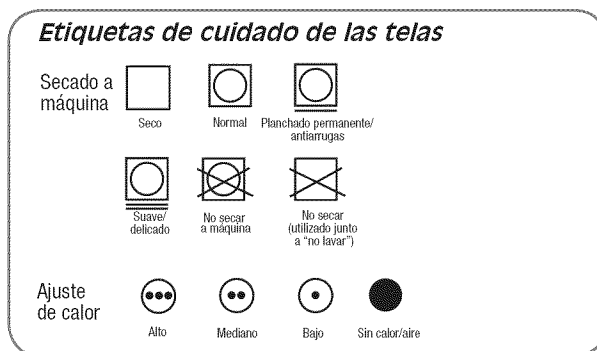 Etiquetas de cuidado de las telas
Secado a
máquina
Seco
Normal
Planchado permanente/
antiarrugas
Suave/
delicado
No secar
a máquina
No secar
(utilizado junto
a “no lavar”)
Ajuste
de calor
Alto
Mediano
Bajo
Sin calor/aire